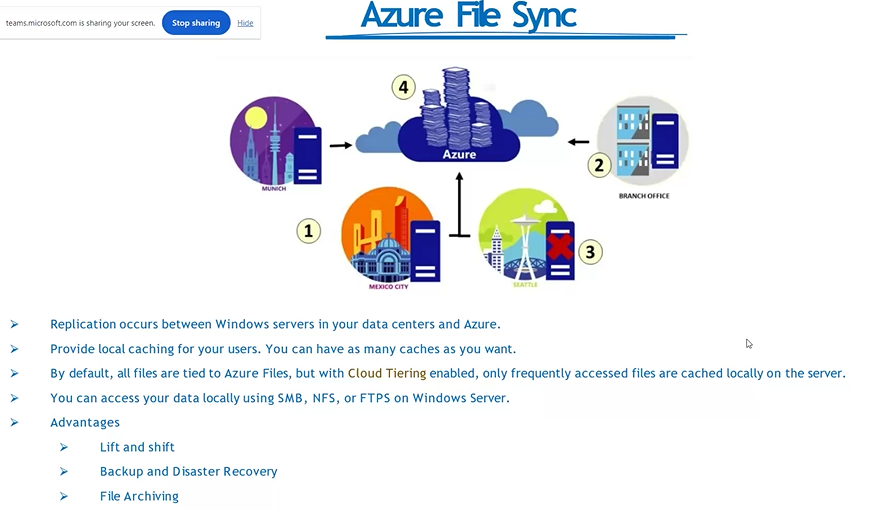 teams.microsoft.com is sharing your screen. Stop sharing Hide
Azure File Sync
4
Azure
MUNICH
2
BRANCH OFFICE
1
3
MEXICO CITY
SEATTLE
➢ Replication occurs between Windows servers in your data centers and Azure.
➢ Provide local caching for your users. You can have as many caches as you want.
➢ By default, all files are tied to Azure Files, but with Cloud Tiering enabled, only frequently accessed files are cached locally on the server.
➢ You can access your data locally using SMB, NFS, or FTPS on Windows Server.
➢ Advantages
➢ Lift and shift
➢ Backup and Disaster Recovery
➢ File Archiving